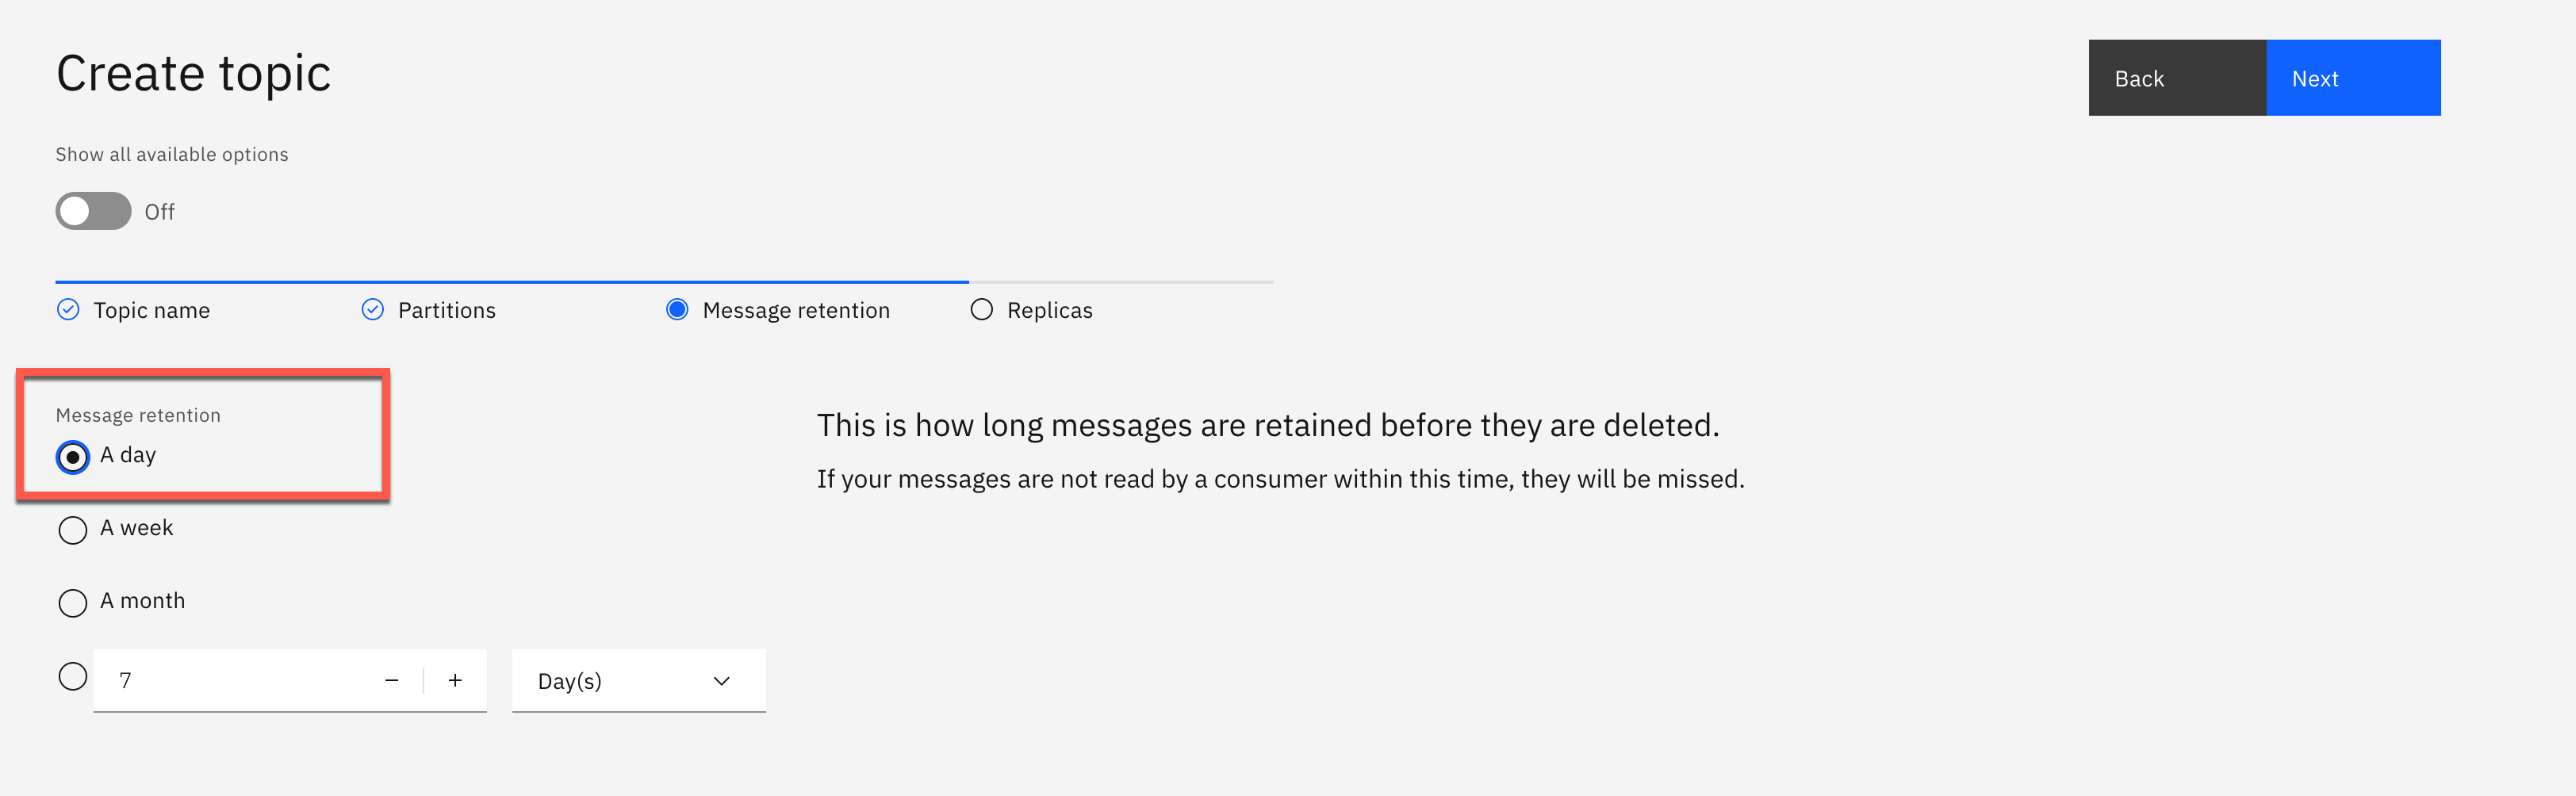 Create topic
Back
Next
Show all available options
Off
Topic name
Partitions
Message retention
Replicas
Message retention
A day
A week
A month
7
Day(s)
This is how long messages are retained before they are deleted.
If your messages are not read by a consumer within this time, they will be missed.